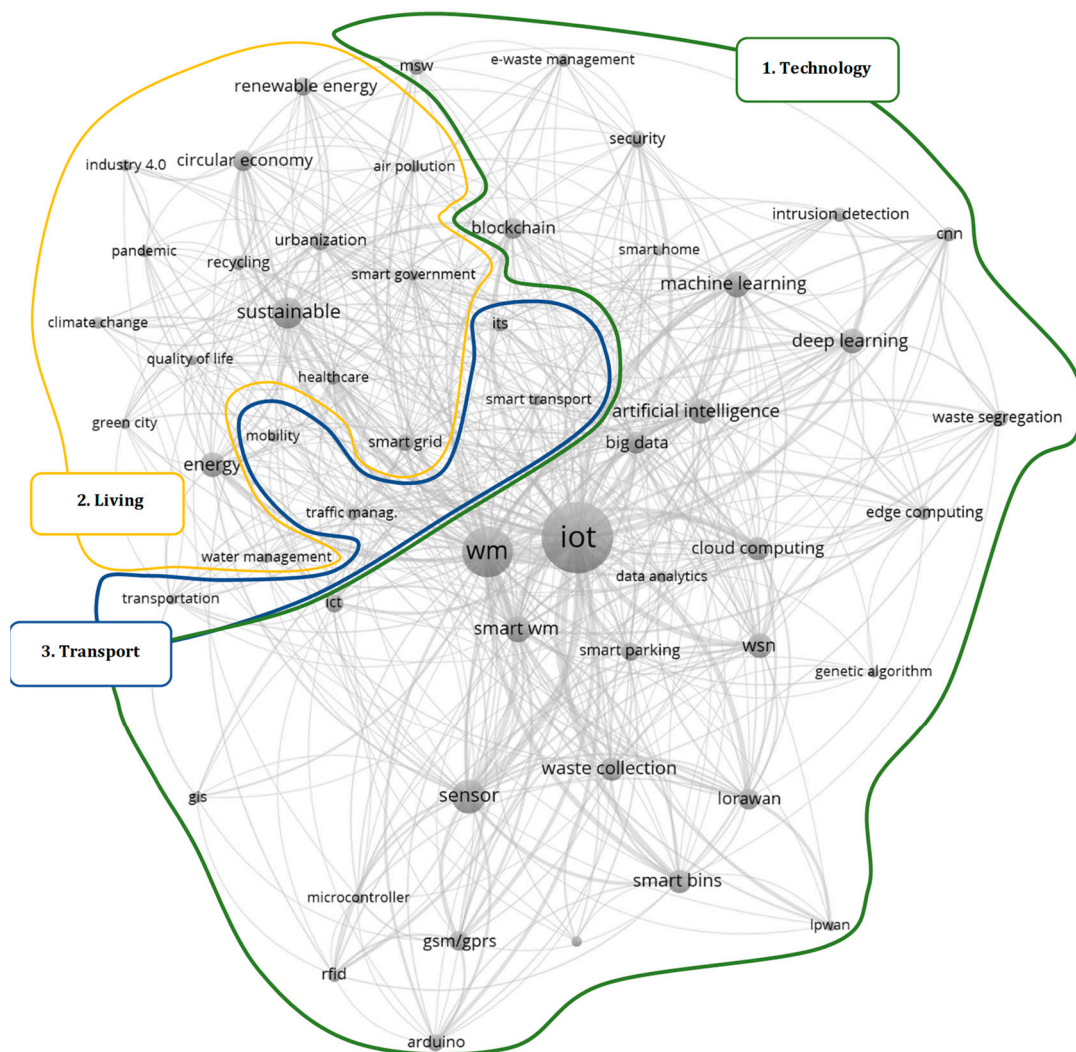 1. Technology
msw
e-waste management
renewable energy
security
industry 4.0
circular economy
air pollution
intrusion detection
blockchain
cnn
urbanization
smart home
pandemic
recycling
smart government
machine learning
sustainable
climate change
its
deep learning
quality of life
healthcare
smart transport
artificial intelligence
waste segregation
green city
mobility
smart grid
big data
energy
2. Living
traffic manag.
edge computing
iot
wm
cloud computing
water management
data analytics
transportation
ict
smart wm
3. Transport
smart parking
wsn
genetic algorithm
waste collection
gis
sensor
lorawan
smart bins
microcontroller
lpwan
gsm/gprs
rfid
arduino